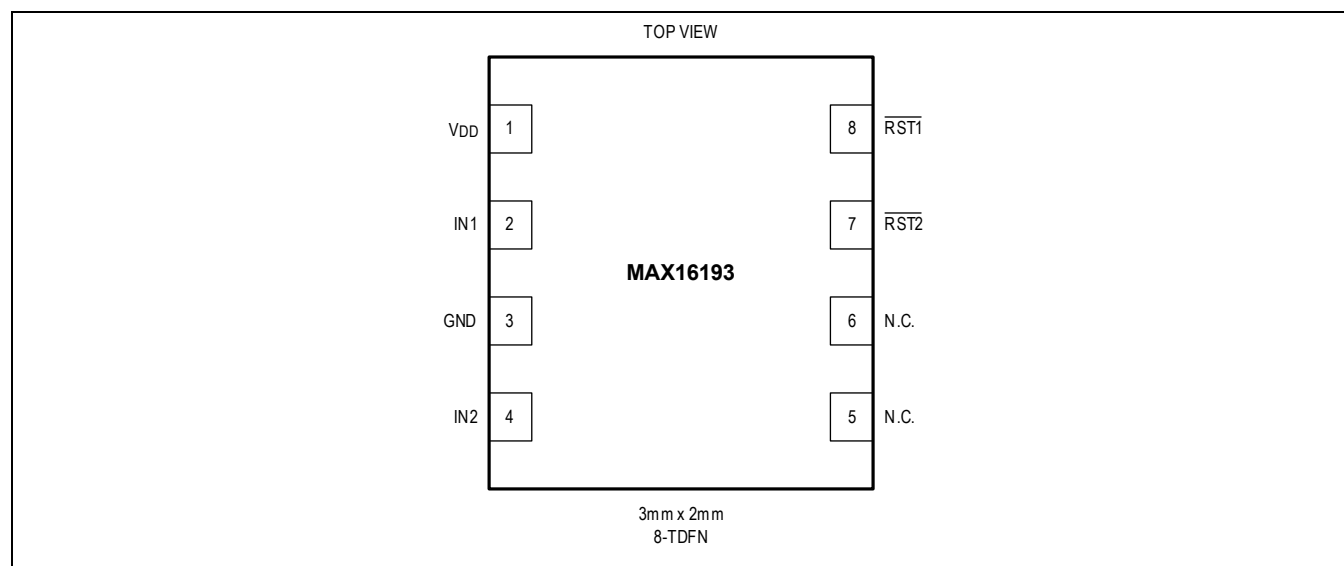 TOP VIEW
VDD 1 8 RST1
IN1 2 7 RST2
MAX16193
GND 3 6 N.C.
IN2 4 5 N.C.
3mm x 2mm
8-TDFN